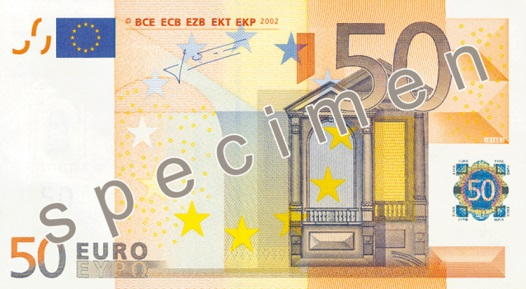 © BCE ECB EZB EKT EKP 2002
50
specimen
50
50 EURO
ΕΥΡΩ